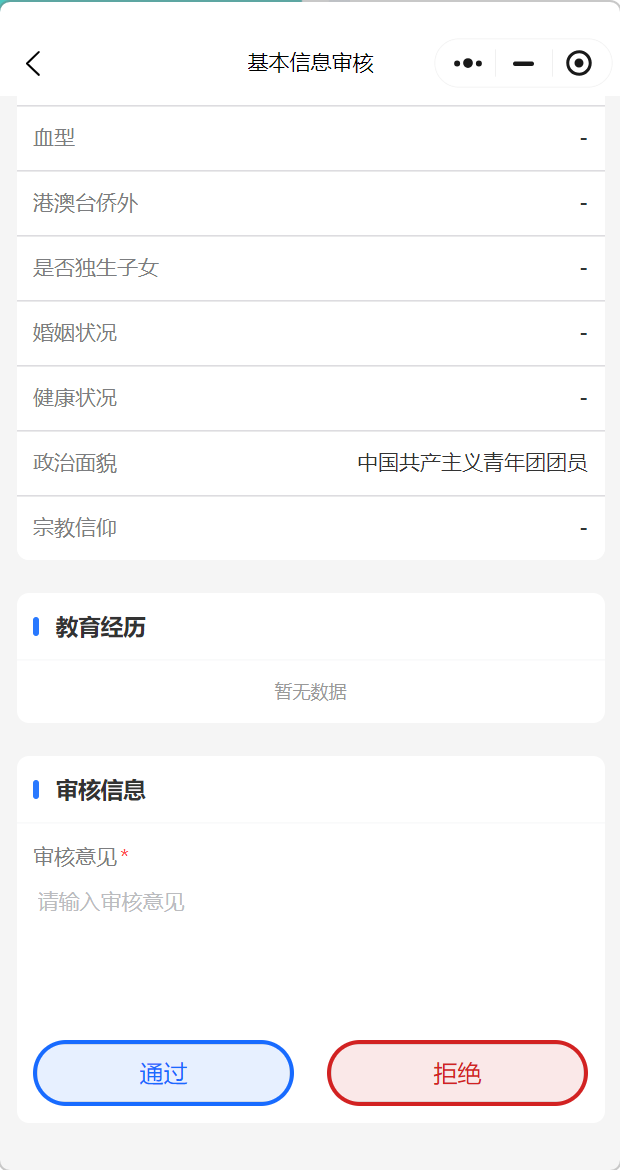 基本信息审核
血型 -
港澳台侨外 -
是否独生子女 -
婚姻状况 -
健康状况 -
政治面貌 中国共产主义青年团团员
宗教信仰 -
教育经历
暂无数据
审核信息
审核意见*
请输入审核意见
通过 拒绝